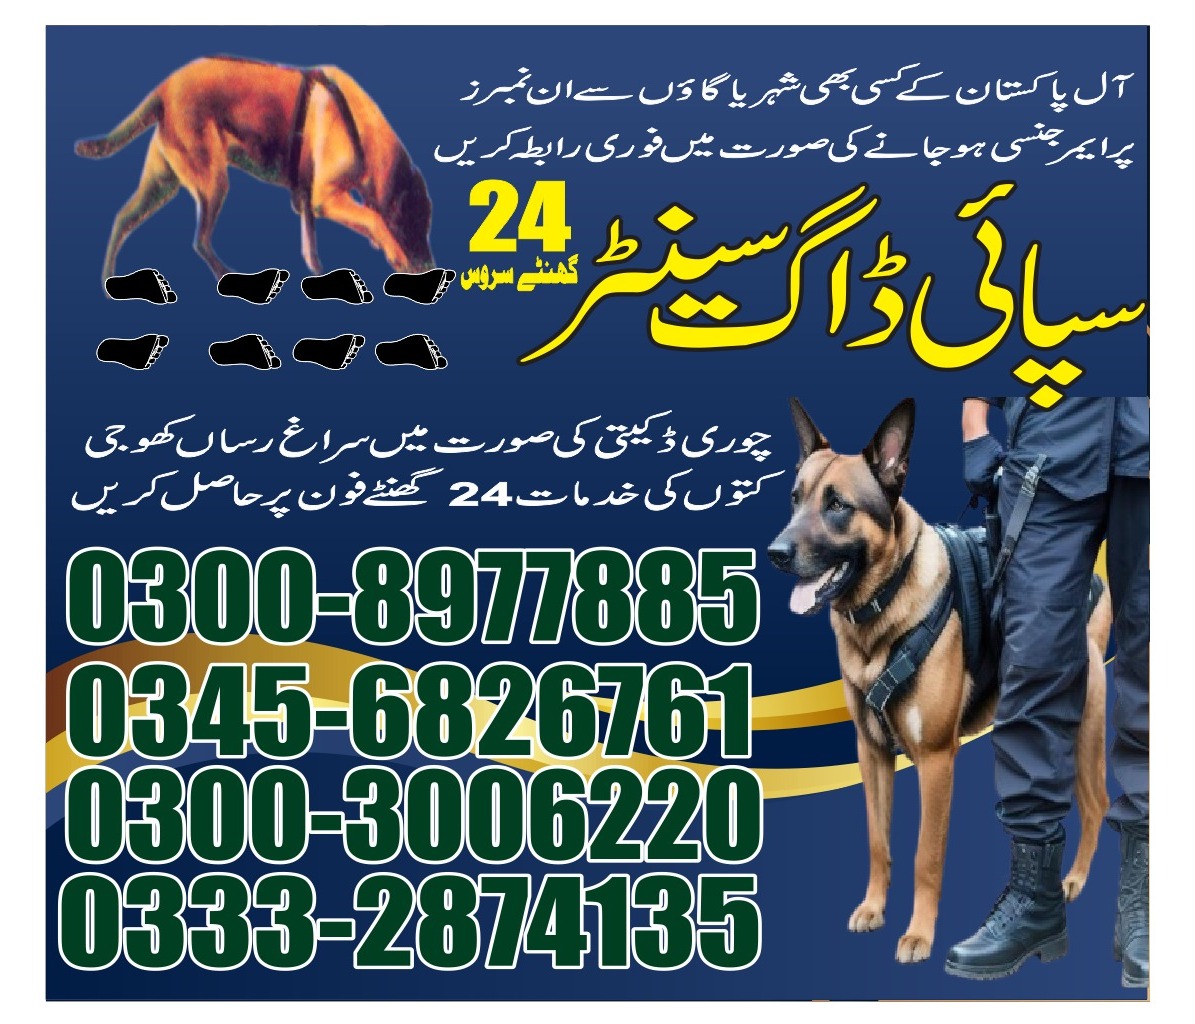 آل پاکستان کے کسی بھی شہر یا گاؤں سے ان نمبرز
پر ایمرجنسی ہوجانے کی صورت میں فوری رابطہ کریں
24
گھنٹے سروس
سپائی ڈاگ سینٹر
چوری ڈکیتی کی صورت میں سراغ رساں کھوجی
کتوں کی خدمات 24 گھنٹے فون پر حاصل کریں
0300-8977885
0345-6826761
0300-3006220
0333-2874135